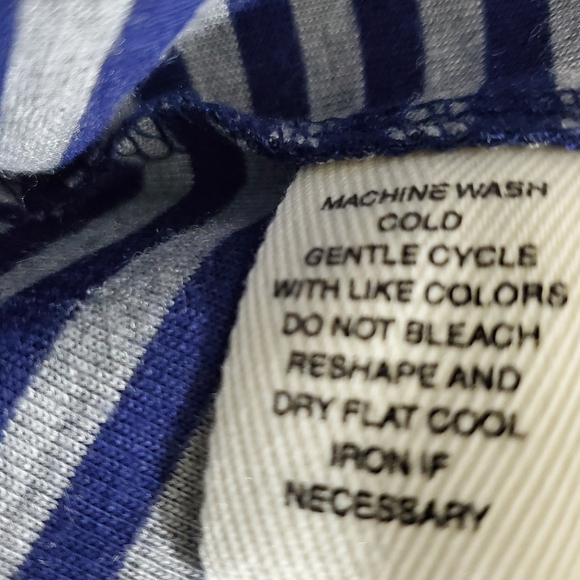 MACHINE WASH
COLD
GENTLE CYCLE
WITH LIKE COLORS
DO NOT BLEACH
RESHAPE AND
DRY FLAT COOL
IRON IF
NECESSARY